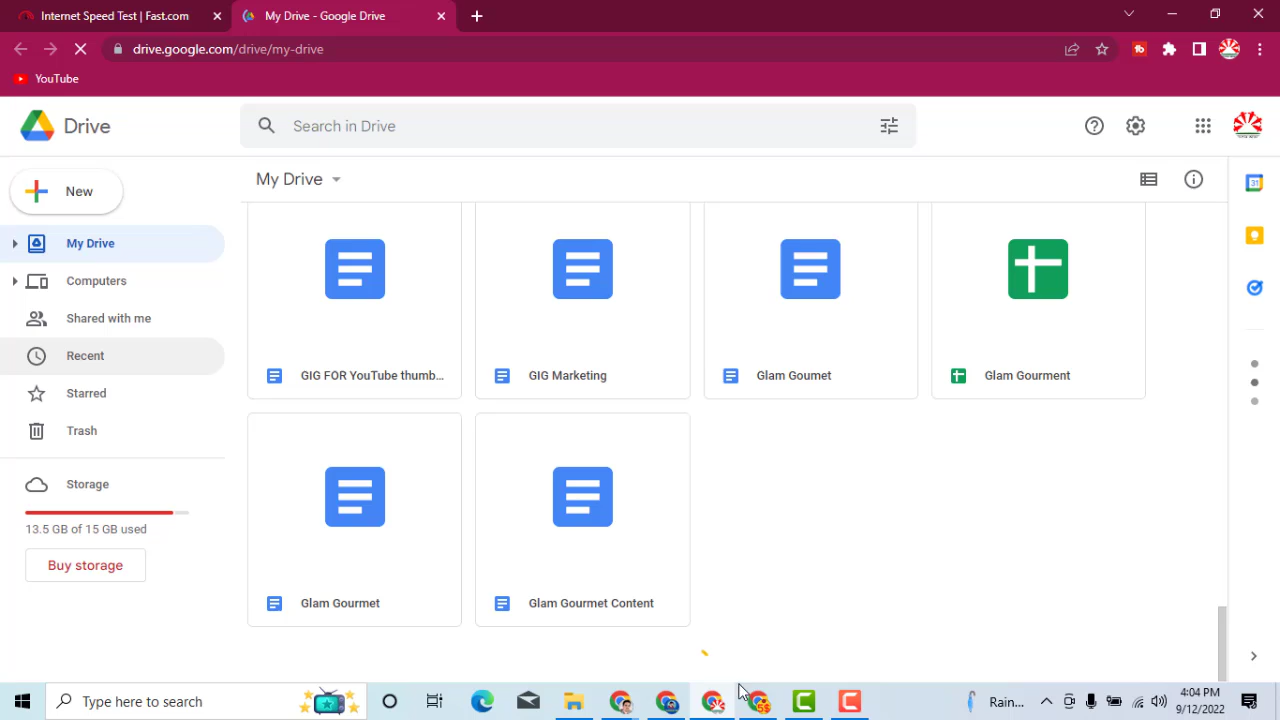 Internet Speed Test | Fast.com
My Drive - Google Drive
drive.google.com/drive/my-drive
YouTube
Drive
Search in Drive
New
My Drive
31
My Drive
Computers
Shared with me
Recent
Starred
Trash
Storage
13.5 GB of 15 GB used
Buy storage
GIG FOR YouTube thumb...
GIG Marketing
Glam Goumet
Glam Gourment
Glam Gourmet
Glam Gourmet Content
Type here to search
Rain...
4:04 PM
9/12/2022